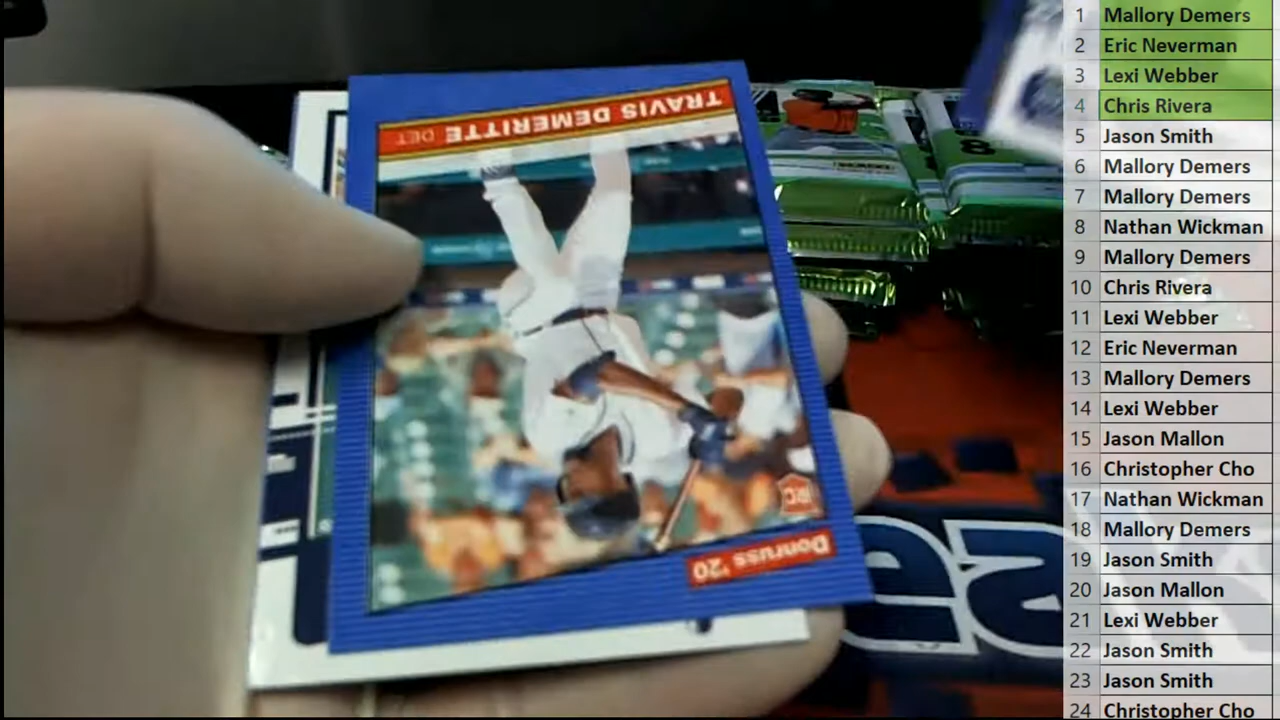 TRAVIS DEMERITTE DET
RC
Donruss '20
8
1 Mallory Demers
2 Eric Neverman
3 Lexi Webber
4 Chris Rivera
5 Jason Smith
6 Mallory Demers
7 Mallory Demers
8 Nathan Wickman
9 Mallory Demers
10 Chris Rivera
11 Lexi Webber
12 Eric Neverman
13 Mallory Demers
14 Lexi Webber
15 Jason Mallon
16 Christopher Cho
17 Nathan Wickman
18 Mallory Demers
19 Jason Smith
20 Jason Mallon
21 Lexi Webber
22 Jason Smith
23 Jason Smith
24 Christopher Cho